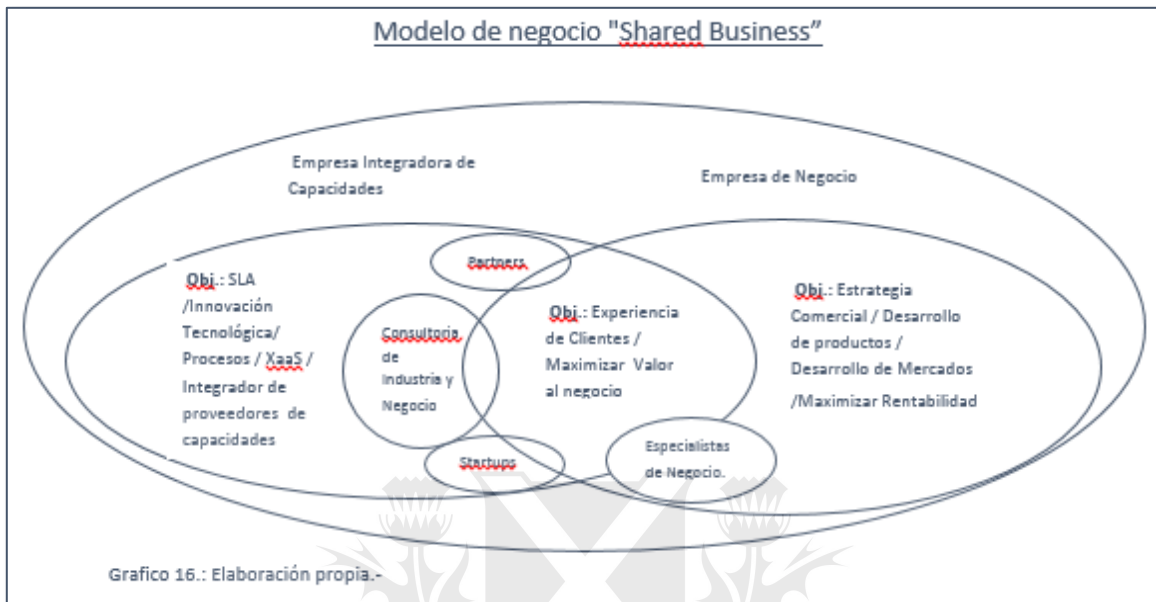 Modelo de negocio "Shared Business”
Empresa Integradora de
Capacidades
Empresa de Negocio
Partners
Obj.: SLA
/Innovación
Tecnológica/
Procesos / XaaS /
Integrador de
proveedores de
capacidades
Consultoria
de
Industria y
Negocio
Obj.: Experiencia
de Clientes /
Maximizar Valor
al negocio
Obj.: Estrategia
Comercial / Desarrollo
de productos /
Desarrollo de Mercados
/Maximizar Rentabilidad
Startups
Especialistas
de Negocio.
Grafico 16.: Elaboración propia.-